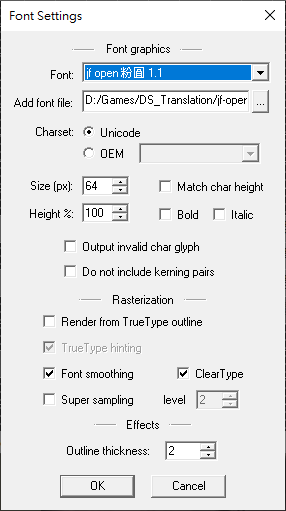 Font Settings
Font graphics
Font: jf open 粉圓 1.1
Add font file: D:/Games/DS_Translation/jf-oper ...
Charset: Unicode
OEM
Size (px): 64 Match char height
Height %: 100 Bold Italic
Output invalid char glyph
Do not include kerning pairs
Rasterization
Render from TrueType outline
TrueType hinting
Font smoothing ClearType
Super sampling level 2
Effects
Outline thickness: 2
OK Cancel